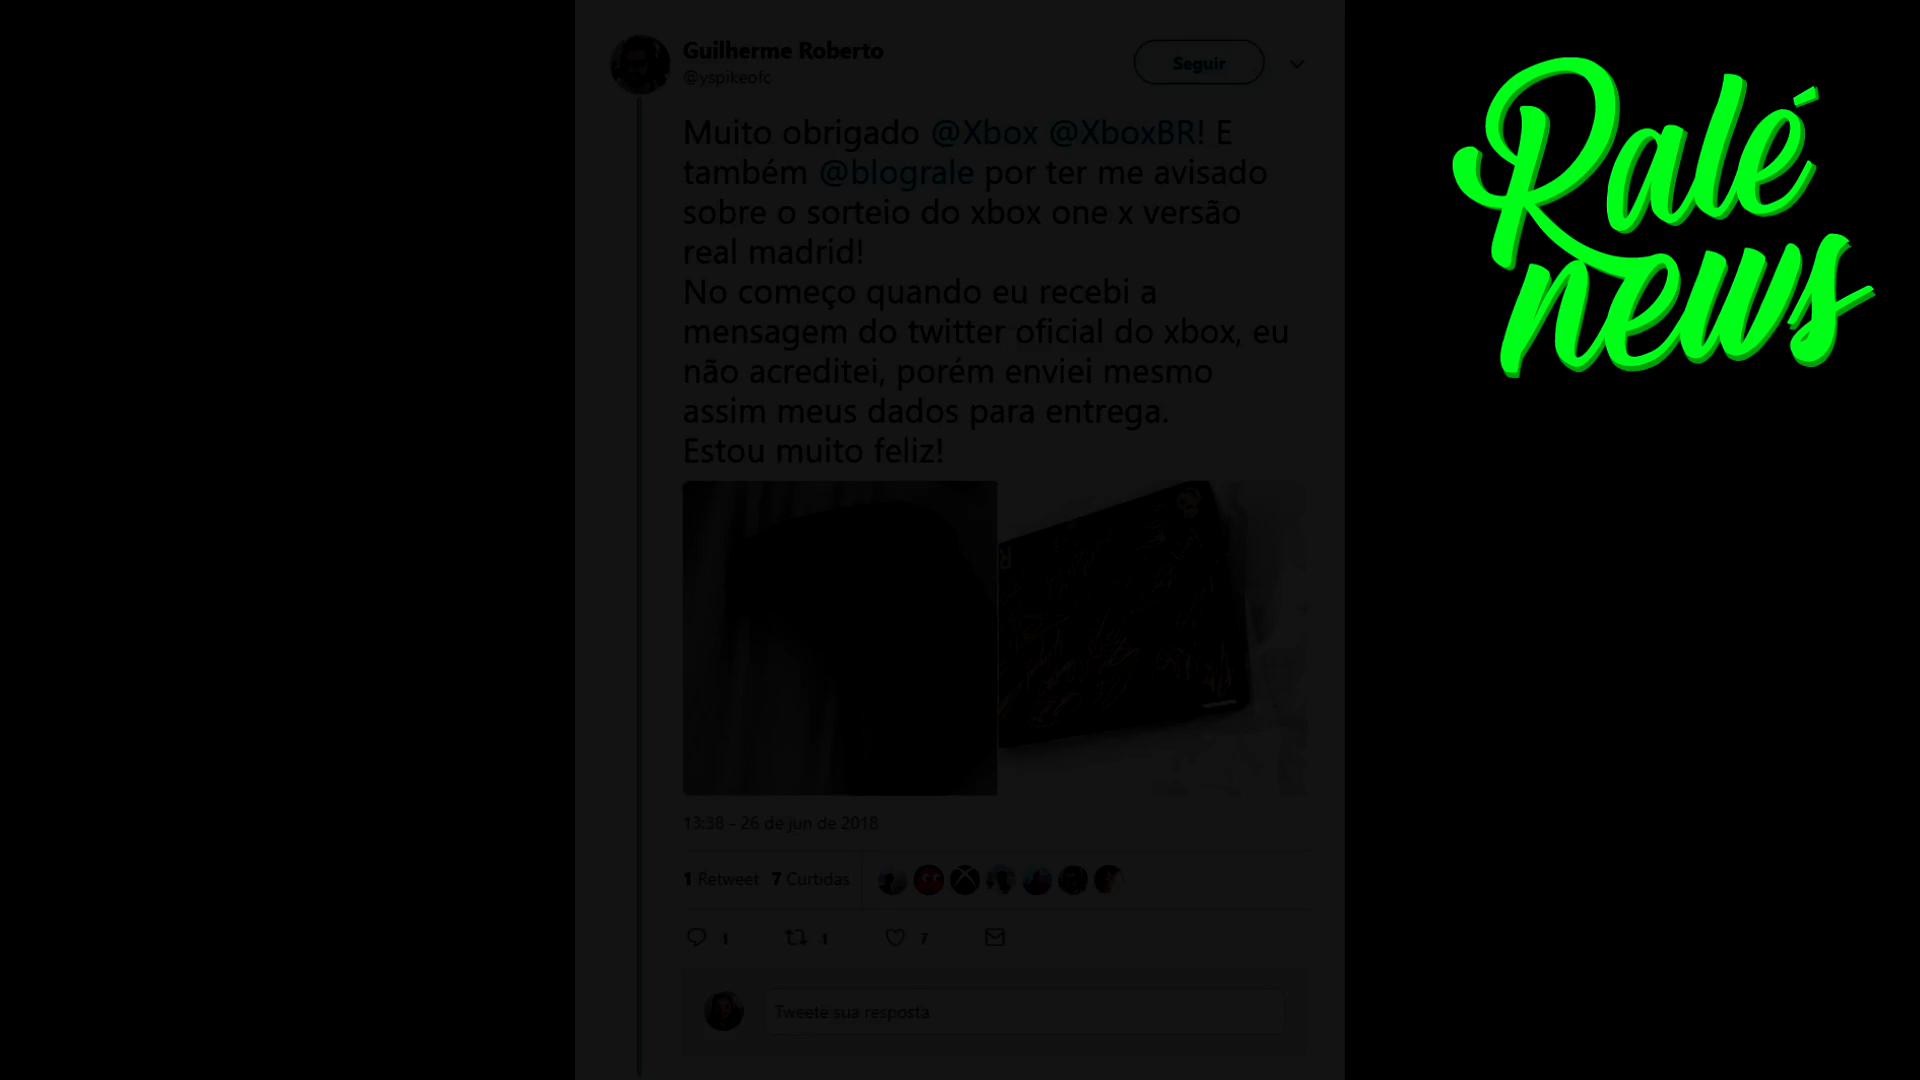 Guilherme Roberto
@yspikeofc
Seguir
Muito obrigado @Xbox @XboxBR! E
também @blograle por ter me avisado
sobre o sorteio do xbox one x versão
real madrid!
No começo quando eu recebi a
mensagem do twitter oficial do xbox, eu
não acreditei, porém enviei mesmo
assim meus dados para entrega.
Estou muito feliz!
13:38 - 26 de jun de 2018
1 Retweet 7 Curtidas
1 1 7
Tweete sua resposta
Ralé
news